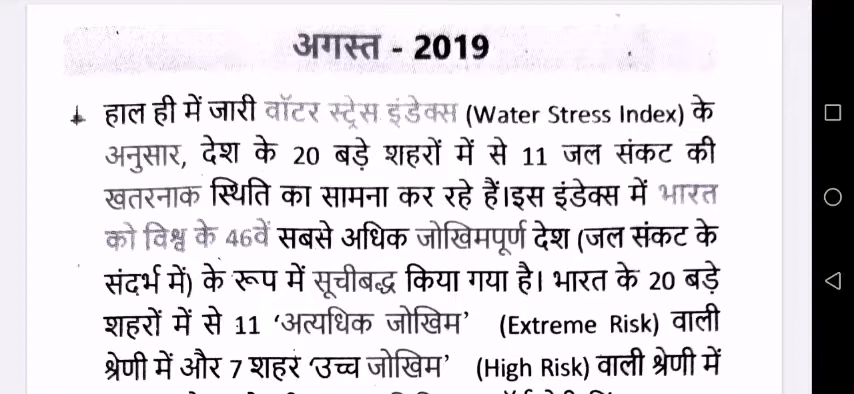 अगस्त - 2019
हाल ही में जारी वॉटर स्ट्रेस इंडेक्स (Water Stress Index) के
अनुसार, देश के 20 बड़े शहरों में से 11 जल संकट की
खतरनाक स्थिति का सामना कर रहे हैं।इस इंडेक्स में भारत
को विश्व के 46वें सबसे अधिक जोखिमपूर्ण देश (जल संकट के
संदर्भ में) के रूप में सूचीबद्ध किया गया है। भारत के 20 बड़े
शहरों में से 11 ‘अत्यधिक जोखिम’ (Extreme Risk) वाली
श्रेणी में और 7 शहर ‘उच्च जोखिम’ (High Risk) वाली श्रेणी में